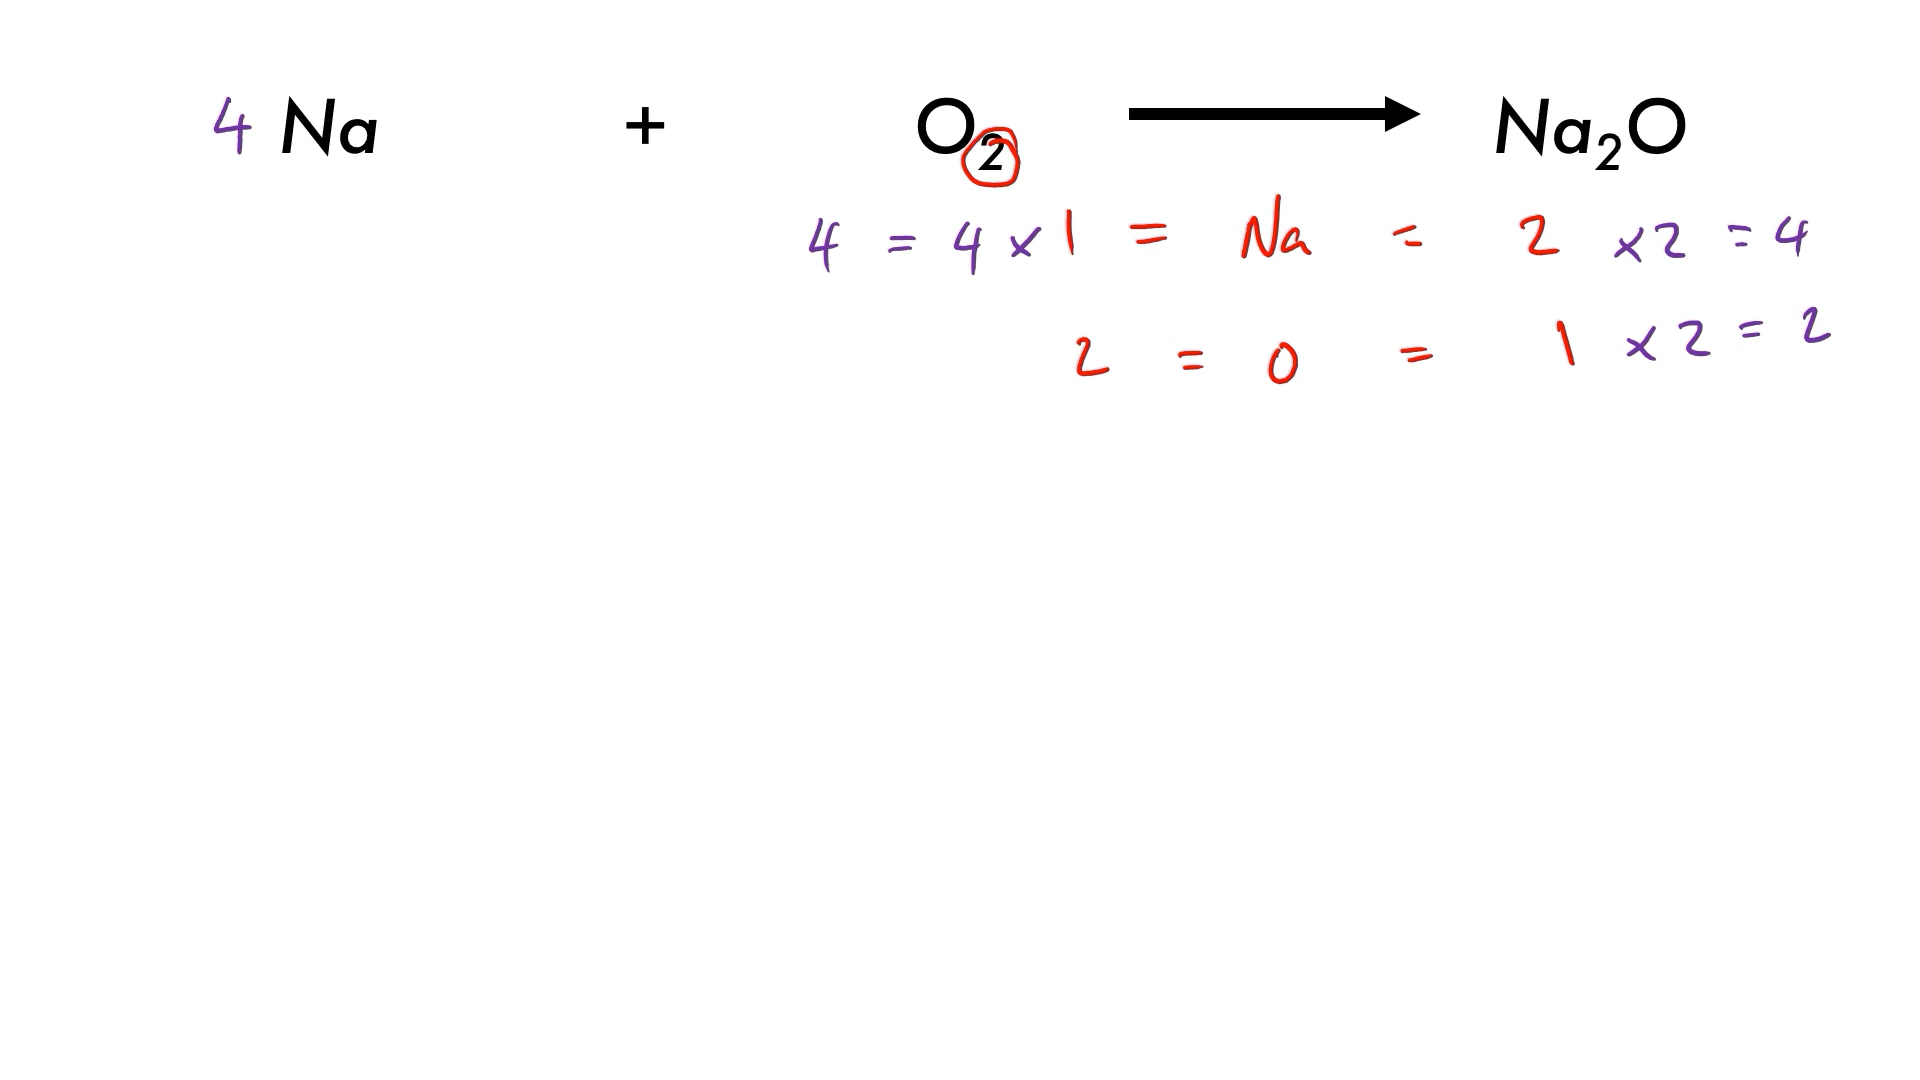 4 Na + O₂ ⟶ Na₂O
4 = 4 × 1 = Na = 2 × 2 = 4
2 = O = 1 × 2 = 2